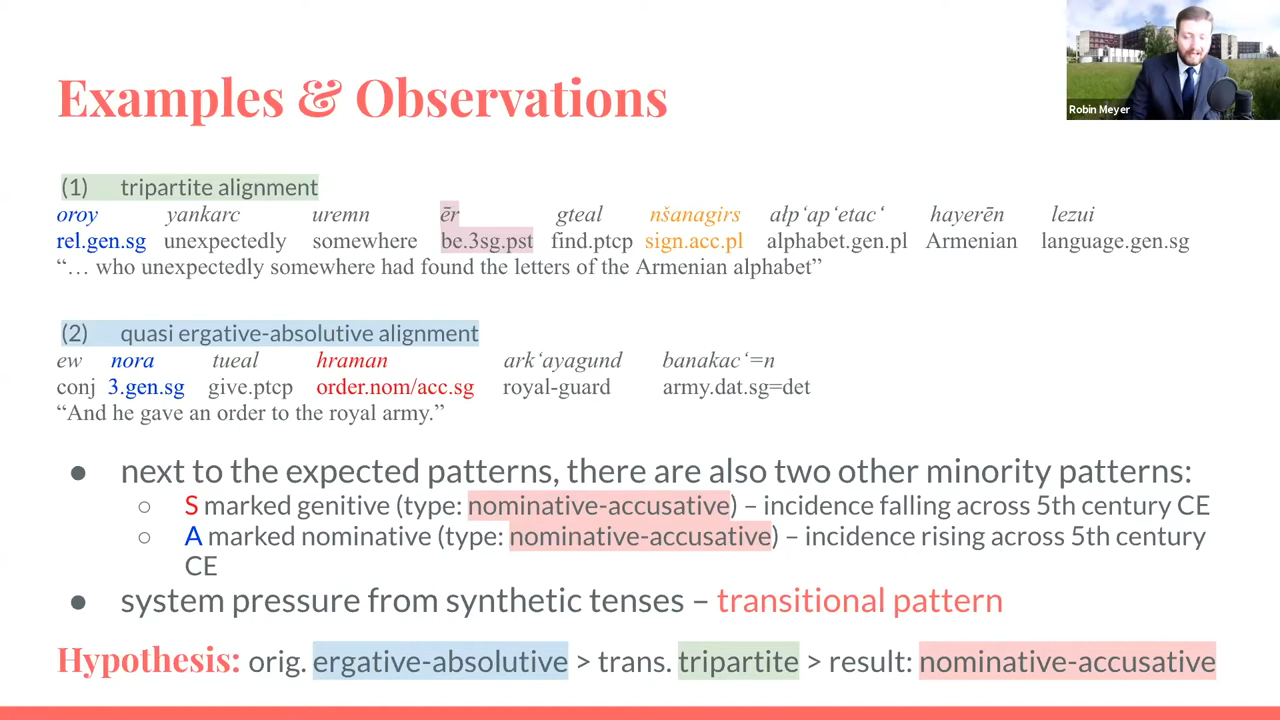 Examples & Observations
Robin Meyer
(1) tripartite alignment
oroy yankarc uremn ēr gteal nšanagirs ałpʻapʻetacʻ hayerēn lezui
rel.gen.sg unexpectedly somewhere be.3sg.pst find.ptcp sign.acc.pl alphabet.gen.pl Armenian language.gen.sg
“… who unexpectedly somewhere had found the letters of the Armenian alphabet”
(2) quasi ergative-absolutive alignment
ew nora tueal hraman arkʻayagund banakacʻ=n
conj 3.gen.sg give.ptcp order.nom/acc.sg royal-guard army.dat.sg=det
“And he gave an order to the royal army.”
● next to the expected patterns, there are also two other minority patterns:
○ S marked genitive (type: nominative-accusative) – incidence falling across 5th century CE
○ A marked nominative (type: nominative-accusative) – incidence rising across 5th century
CE
● system pressure from synthetic tenses – transitional pattern
Hypothesis: orig. ergative-absolutive > trans. tripartite > result: nominative-accusative